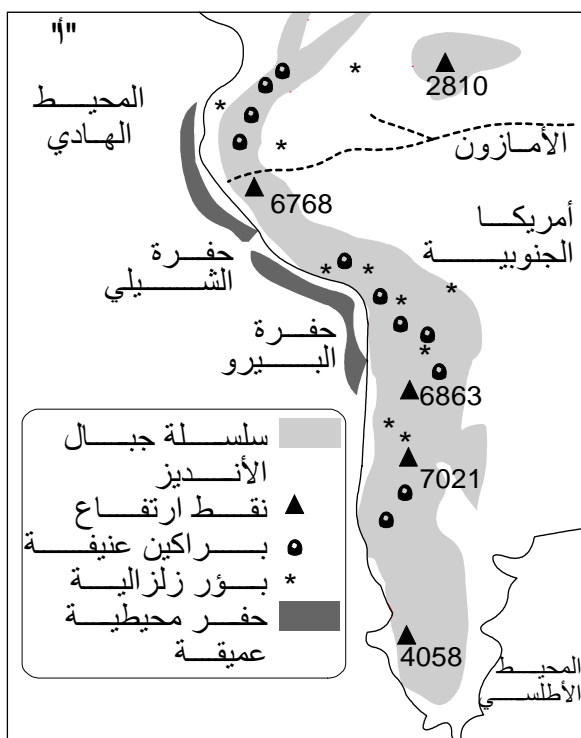 "أ"
المحيط
الهادي
2810
الأمازون
6768
أمريكا
الجنوبية
حفرة
الشيلي
حفرة
البيرو
6863
7021
سلسلة جبال
الأنديز
نقط ارتفاع
براكين عنيفة
بؤر زلزالية
حفر محيطية
عميقة
4058
المحيط
الأطلسي